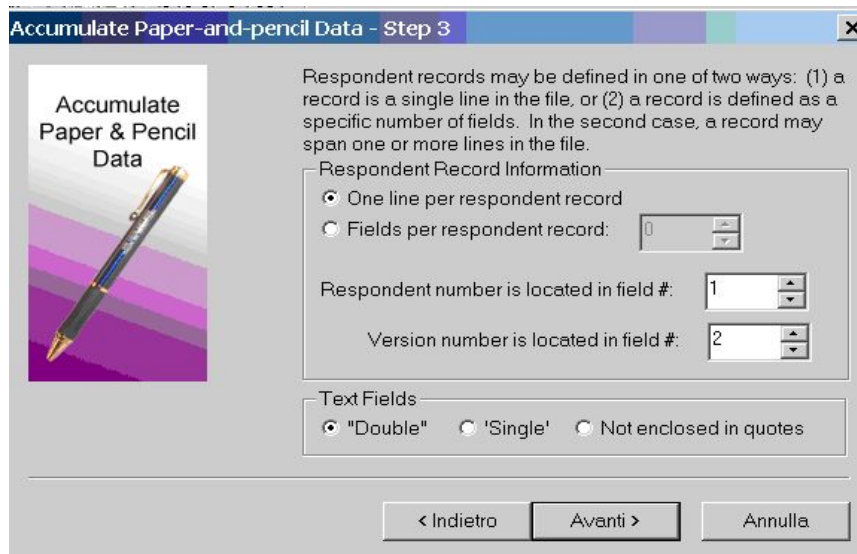 Accumulate Paper-and-pencil Data - Step 3
Accumulate
Paper & Pencil
Data
Respondent records may be defined in one of two ways: (1) a
record is a single line in the file, or (2) a record is defined as a
specific number of fields. In the second case, a record may
span one or more lines in the file.
Respondent Record Information
One line per respondent record
Fields per respondent record: 0
Respondent number is located in field #: 1
Version number is located in field #: 2
Text Fields
"Double" 'Single' Not enclosed in quotes
< Indietro Avanti > Annulla